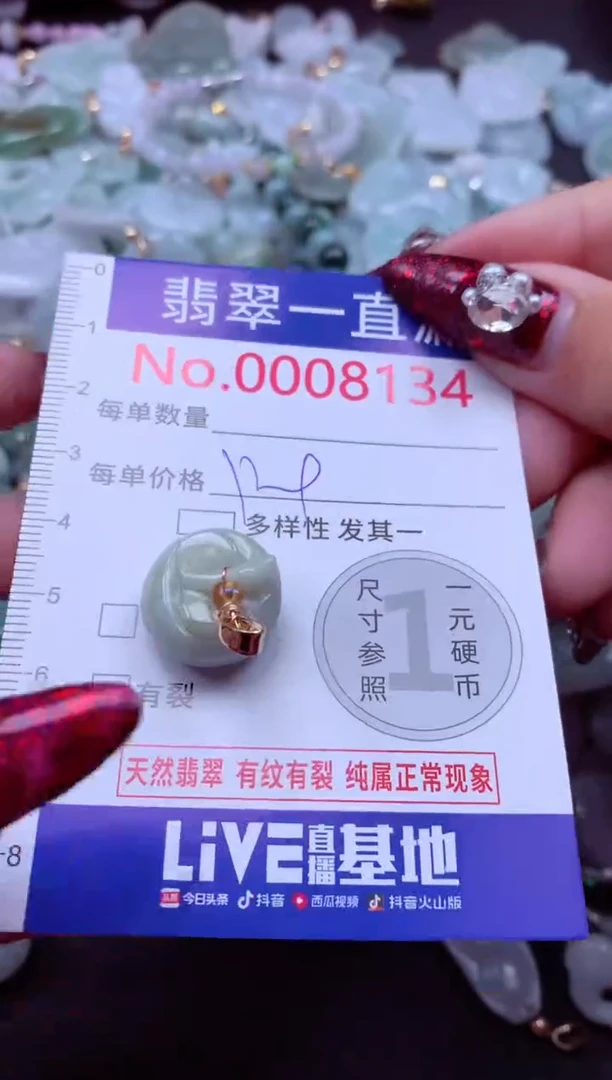 0
翡翠一直
1
No.0008134
2
每单数量
3
每单价格
4
多样性 发其一
5
尺寸参照
1
一元硬币
6
有裂
天然翡翠 有纹有裂 纯属正常现象
8
LiVE直播基地
头条 今日头条 抖音 西瓜视频 抖音火山版